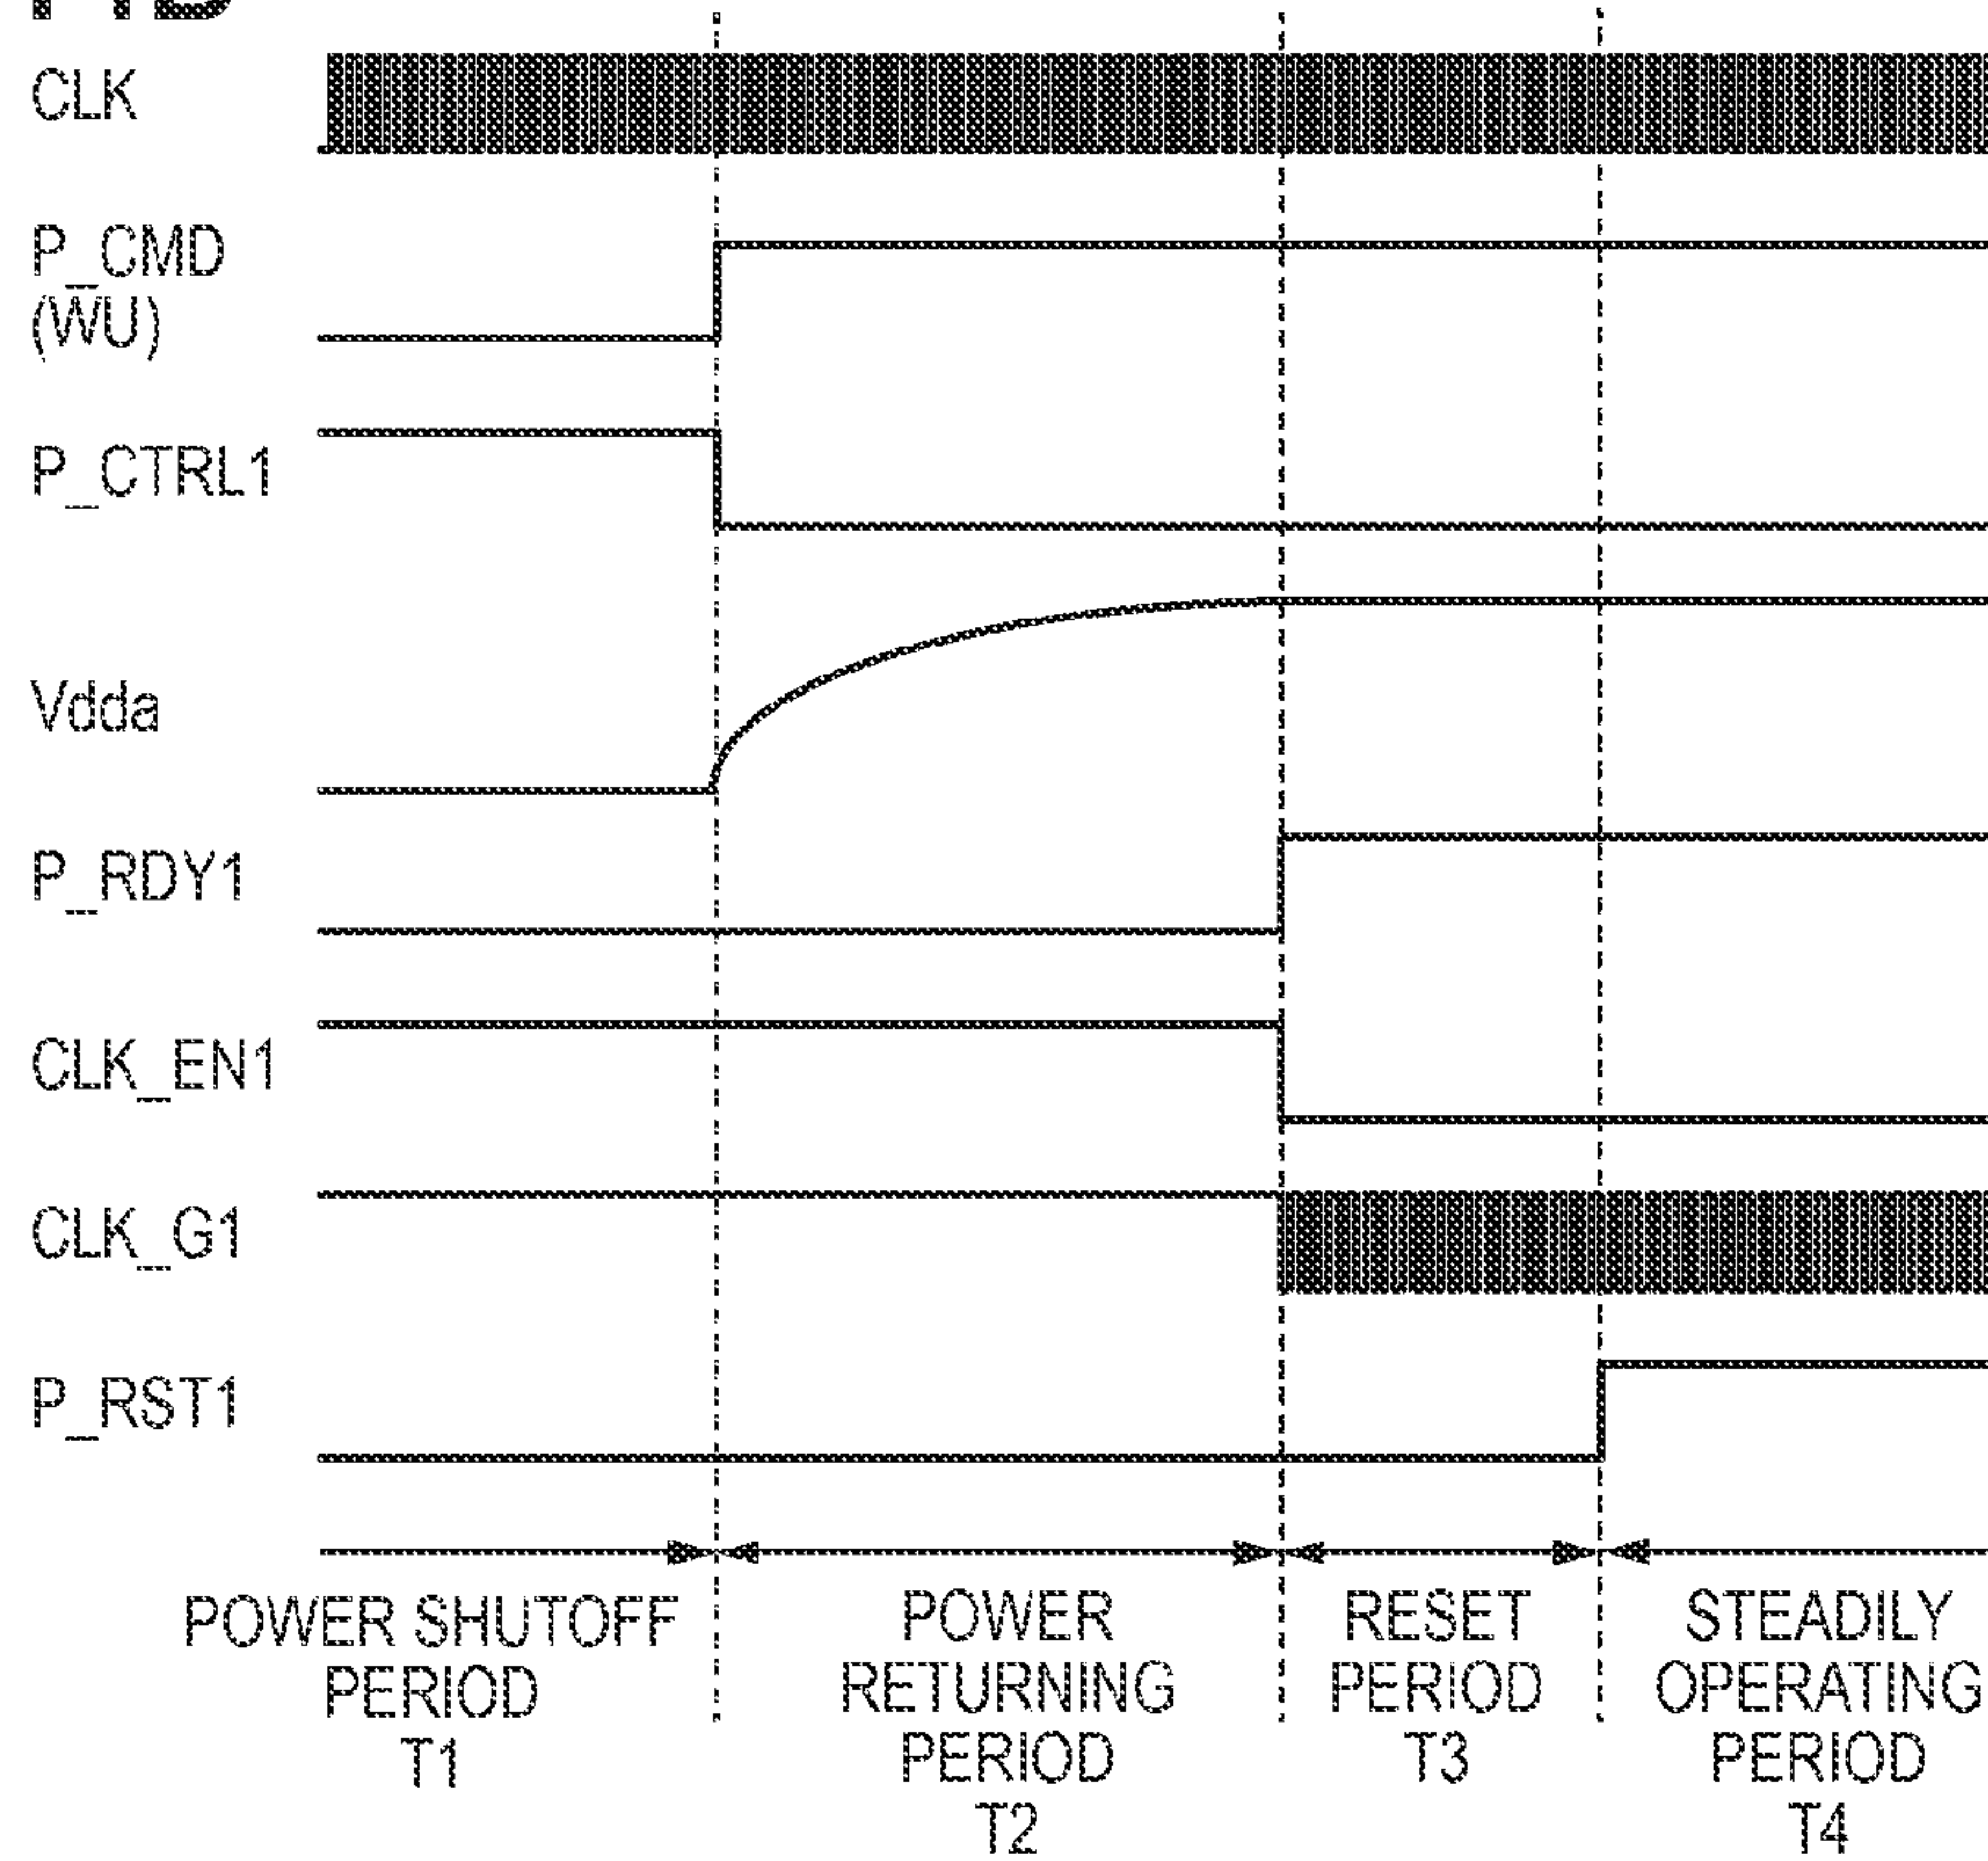 CLK
P_CMD
(WU)
P_CTRL1
Vdda
P_RDY1
CLK_EN1
CLK_G1
P_RST1
POWER SHUTOFF
PERIOD
T1
POWER
RETURNING
PERIOD
T2
RESET
PERIOD
T3
STEADILY
OPERATING
PERIOD
T4